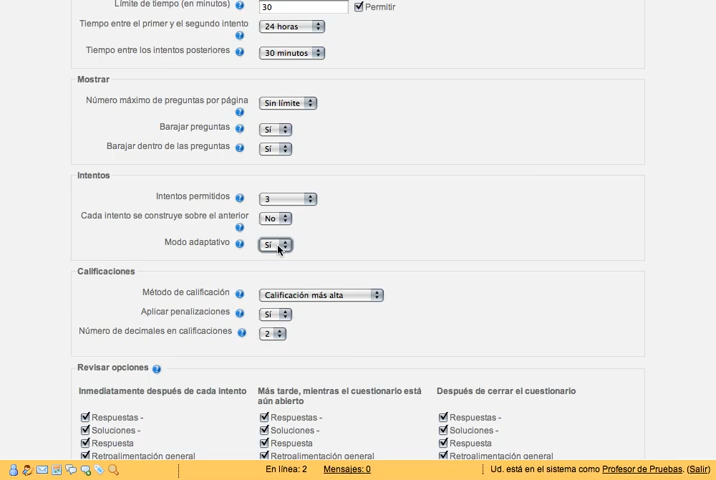 Límite de tiempo (en minutos) 30 Permitir
Tiempo entre el primer y el segundo intento 24 horas
Tiempo entre los intentos posteriores 30 minutos
Mostrar
Número máximo de preguntas por página Sin límite
Barajar preguntas Sí
Barajar dentro de las preguntas Sí
Intentos
Intentos permitidos 3
Cada intento se construye sobre el anterior No
Modo adaptativo Sí
Calificaciones
Método de calificación Calificación más alta
Aplicar penalizaciones Sí
Número de decimales en calificaciones 2
Revisar opciones
Inmediatamente después de cada intento
Más tarde, mientras el cuestionario está
aún abierto
Después de cerrar el cuestionario
Respuestas - Respuestas - Respuestas -
Soluciones - Soluciones - Soluciones -
Respuesta Respuesta Respuesta
Retroalimentación general Retroalimentación general Retroalimentación general
En línea: 2 Mensajes: 0 Ud. está en el sistema como Profesor de Pruebas. (Salir)